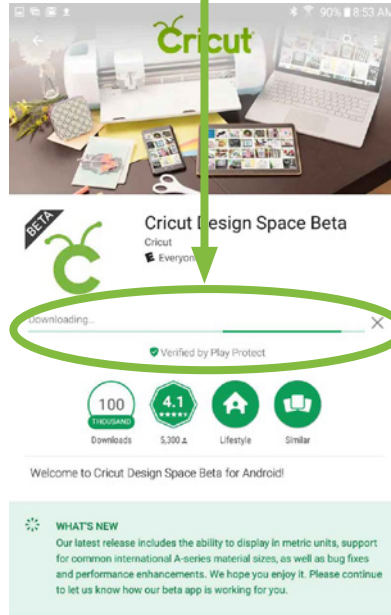 90% 8:53 AM
Cricut
BETA
Cricut Design Space Beta
Cricut
E Everyone
Downloading...
Verified by Play Protect
100
THOUSAND
4.1
Downloads
5,300
Lifestyle
Similar
Welcome to Cricut Design Space Beta for Android!
WHAT'S NEW
Our latest release includes the ability to display in metric units, support
for common international A-series material sizes, as well as bug fixes
and performance enhancements. We hope you enjoy it. Please continue
to let us know how our beta app is working for you.